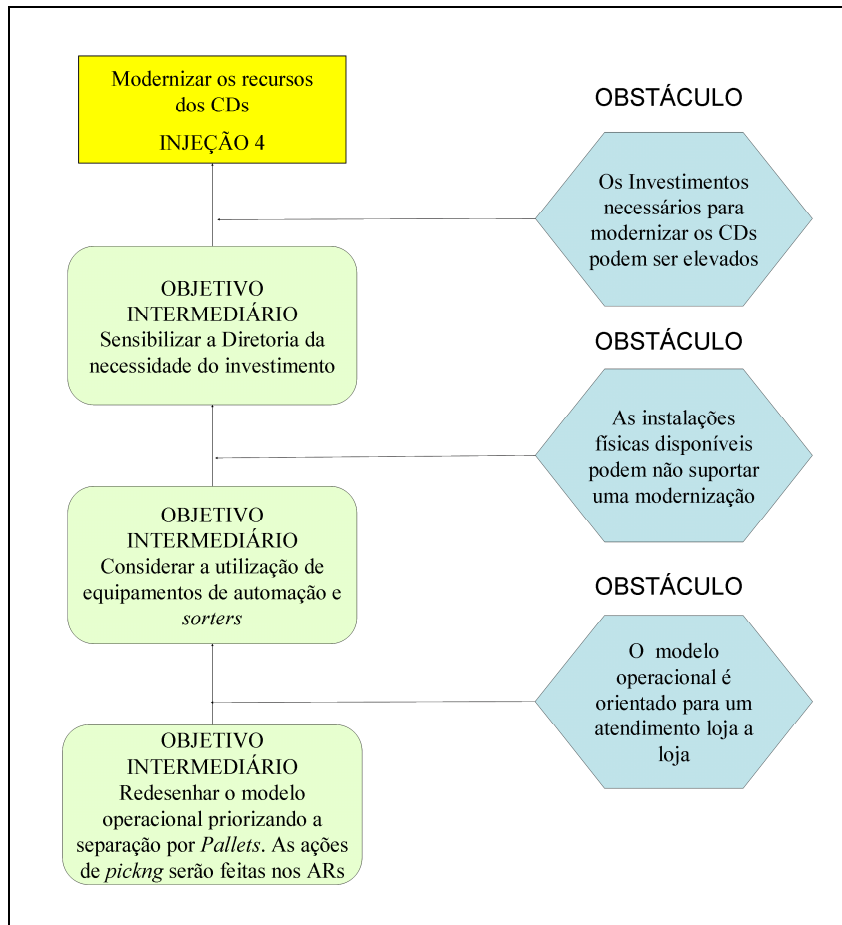 Modernizar os recursos
dos CDs
INJEÇÃO 4
OBSTÁCULO
Os Investimentos
necessários para
modernizar os CDs
podem ser elevados
OBJETIVO
INTERMEDIÁRIO
Sensibilizar a Diretoria da
necessidade do investimento
OBSTÁCULO
As instalações
físicas disponíveis
podem não suportar
uma modernização
OBJETIVO
INTERMEDIÁRIO
Considerar a utilização de
equipamentos de automação e
sorters
OBSTÁCULO
O modelo
operacional é
orientado para um
atendimento loja a
loja
OBJETIVO
INTERMEDIÁRIO
Redesenhar o modelo
operacional priorizando a
separação por Pallets. As ações
de pickng serão feitas nos ARs